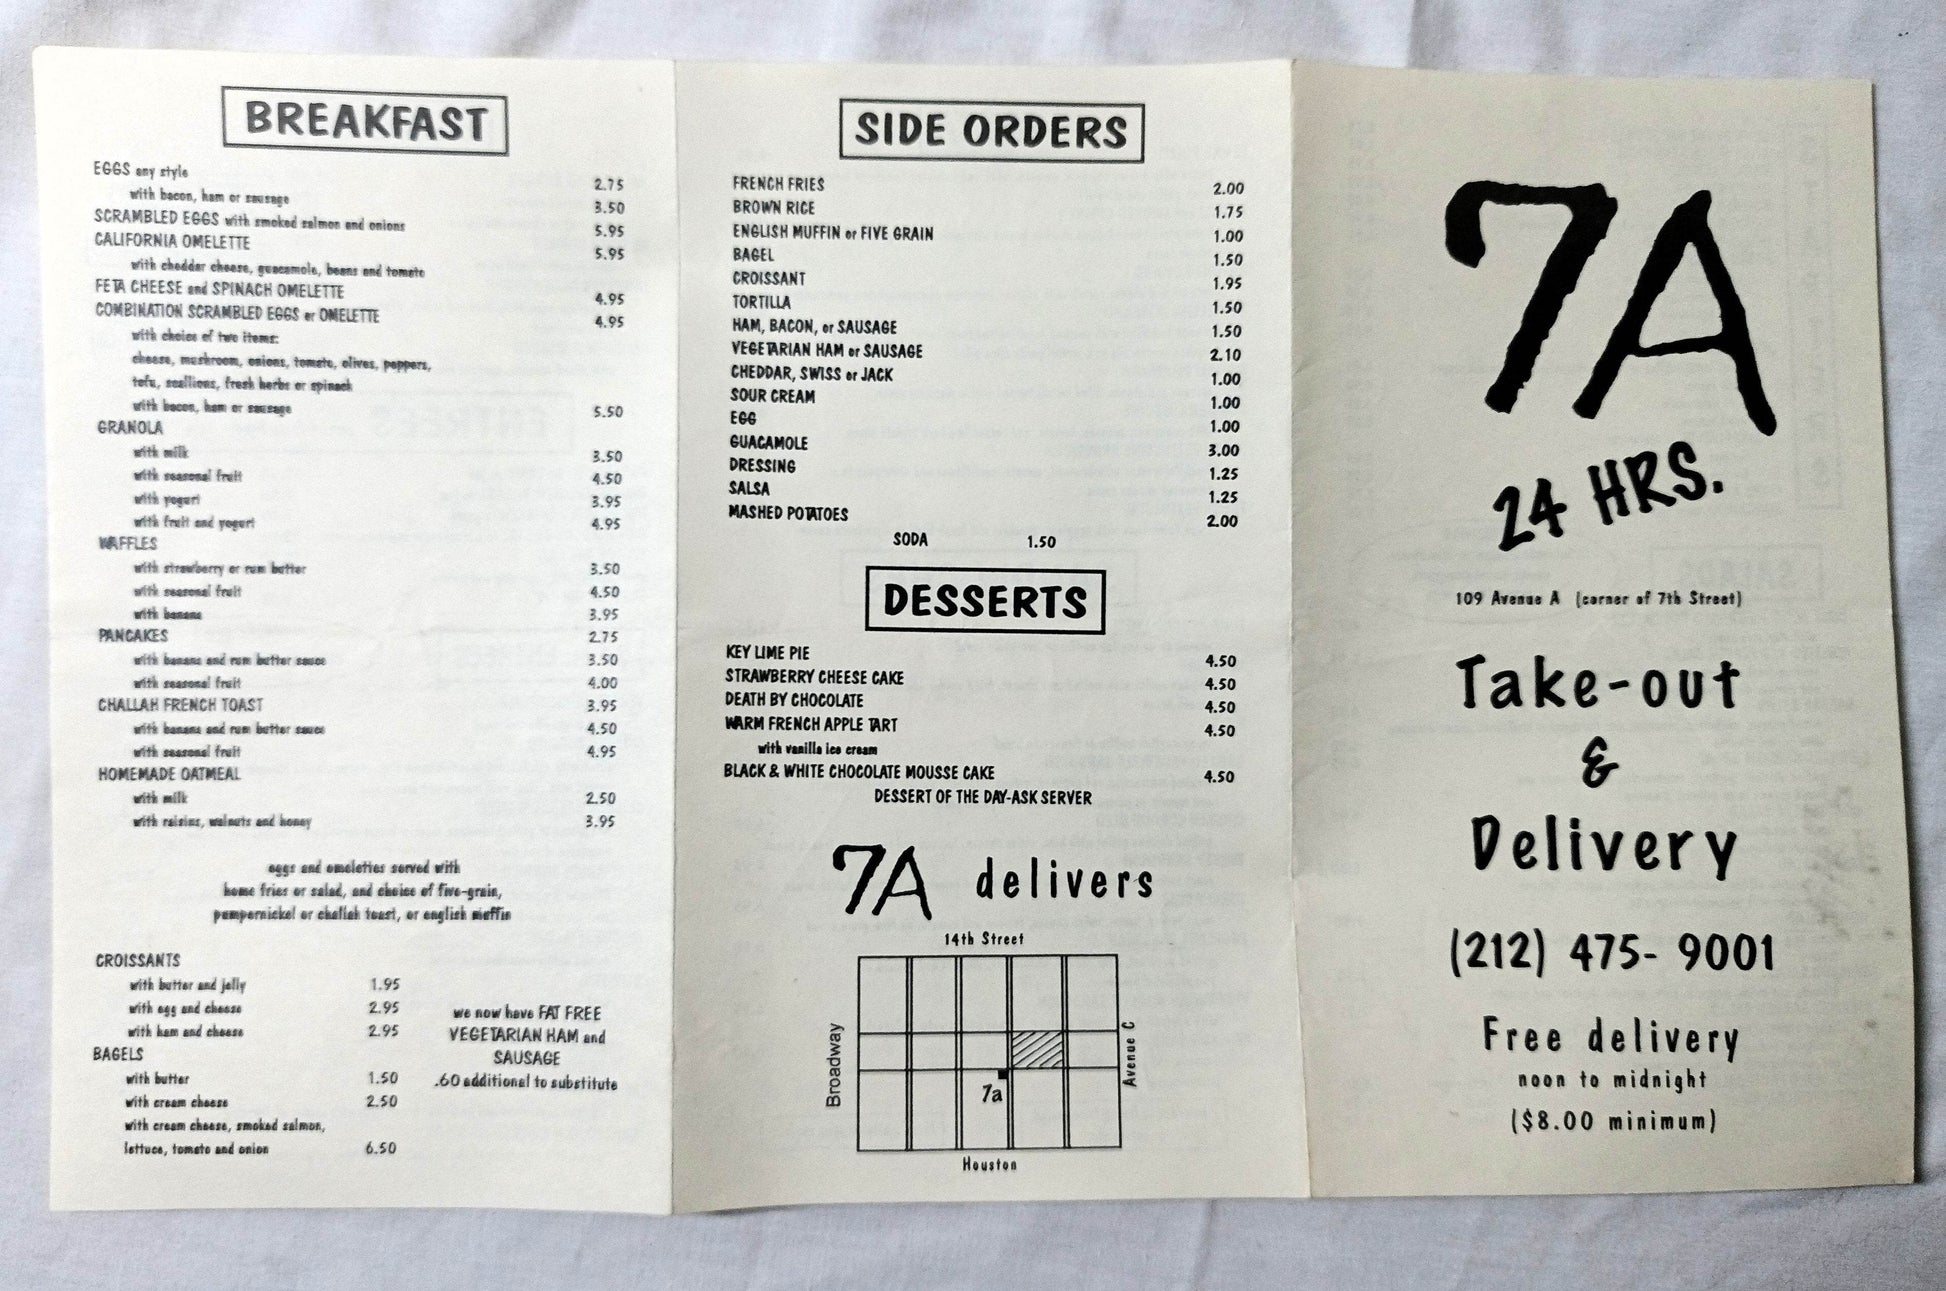 BREAKFAST
EGGS any style 2.75
with bacon, ham or sausage 3.50
SCRAMBLED EGGS with smoked salmon and onions 5.95
CALIFORNIA OMELETTE 5.95
with cheddar cheese, guacamole, beans and tomato
FETA CHEESE and SPINACH OMELETTE 4.95
COMBINATION SCRAMBLED EGGS or OMELETTE 4.95
with choice of two items:
cheese, mushroom, onions, tomato, olives, peppers,
tofu, scallions, fresh herbs or spinach
with bacon, ham or sausage 5.50
GRANOLA
with milk 3.50
with seasonal fruit 4.50
with yogurt 3.95
with fruit and yogurt 4.95
WAFFLES
with strawberry or rum butter 3.50
with seasonal fruit 4.50
with banana 3.95
PANCAKES 2.75
with banana and rum butter sauce 3.50
with seasonal fruit 4.00
CHALLAH FRENCH TOAST 3.95
with banana and rum butter sauce 4.50
with seasonal fruit 4.95
HOMEMADE OATMEAL
with milk 2.50
with raisins, walnuts and honey 3.95
eggs and omeletties served with
home fries or salad, and choice of five-grain,
pumpernickel or challah toast, or english muffin
CROISSANTS
with butter and jelly 1.95
with egg and cheese 2.95
with ham and cheese 2.95
BAGELS
with butter 1.50
with cream cheese 2.50
with cream cheese, smoked salmon,
lettuce, tomato and onion 6.50
we now have FAT FREE
VEGETARIAN HAM and
SAUSAGE
.60 additional to substitute
SIDE ORDERS
FRENCH FRIES 2.00
BROWN RICE 1.75
ENGLISH MUFFIN or FIVE GRAIN 1.00
BAGEL 1.50
CROISSANT 1.95
TORTILLA 1.50
HAM, BACON, or SAUSAGE 1.50
VEGETARIAN HAM or SAUSAGE 2.10
CHEDDAR, SWISS or JACK 1.00
SOUR CREAM 1.00
EGG 1.00
GUACAMOLE 3.00
DRESSING 1.25
SALSA 1.25
MASHED POTATOES 2.00
SODA 1.50
DESSERTS
KEY LIME PIE 4.50
STRAWBERRY CHEESE CAKE 4.50
DEATH BY CHOCOLATE 4.50
WARM FRENCH APPLE TART 4.50
with vanilla ice cream
BLACK & WHITE CHOCOLATE MOUSSE CAKE 4.50
DESSERT OF THE DAY-ASK SERVER
7A delivers
14th Street
Broadway
Avenue C
7a
Houston
7A
24 HRS.
109 Avenue A (corner of 7th Street)
Take-out
&
Delivery
(212) 475- 9001
Free delivery
noon to midnight
($8.00 minimum)